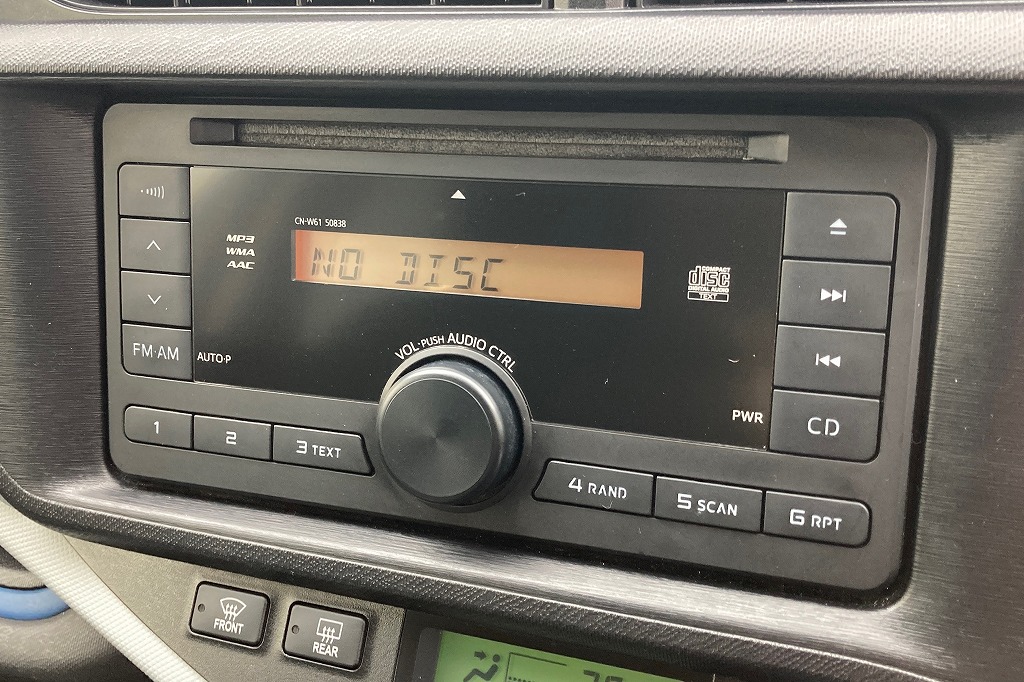 CN-W61 50838
MP3
WMA
AAC
NO DISC
COMPACT
disc
DIGITAL AUDIO
TEXT
FM·AM
AUTO·P
VOL·PUSH AUDIO CTRL
PWR
CD
1
2
3 TEXT
4 RAND
5 SCAN
6 RPT
FRONT
REAR